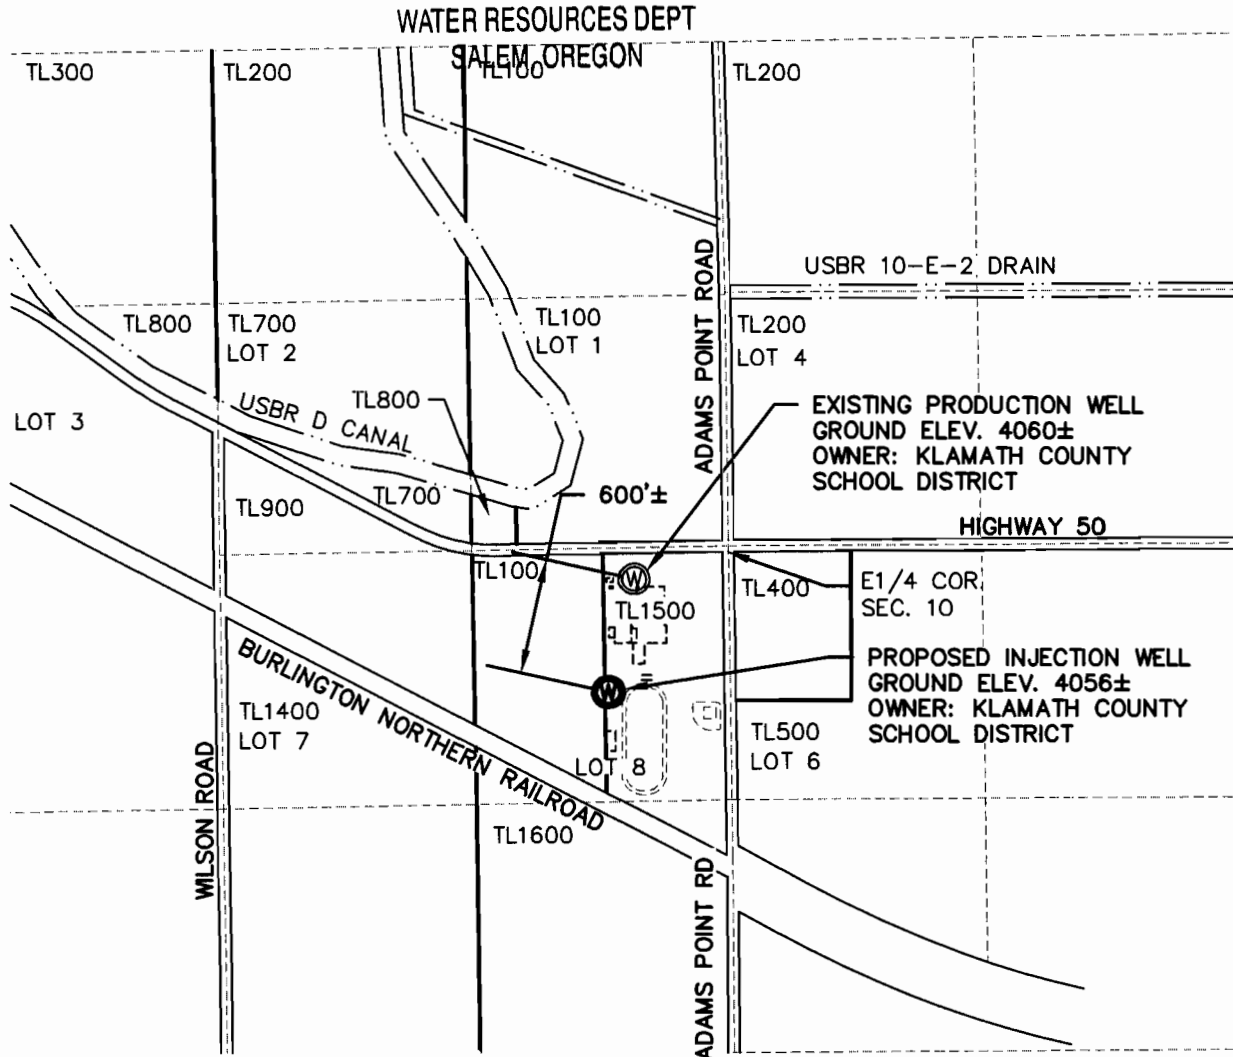 WATER RESOURCES DEPT
SALEM, OREGON
TL300
TL200
TL100
TL200
ADAMS POINT ROAD
USBR 10-E-2 DRAIN
TL800
TL700
LOT 2
TL100
LOT 1
TL200
LOT 4
LOT 3
USBR D CANAL
TL800
EXISTING PRODUCTION WELL
GROUND ELEV. 4060±
OWNER: KLAMATH COUNTY
SCHOOL DISTRICT
TL900
TL700
600'±
HIGHWAY 50
TL100
W
TL1500
TL400
E1/4 COR.
SEC. 10
BURLINGTON NORTHERN RAILROAD
W
PROPOSED INJECTION WELL
GROUND ELEV. 4056±
OWNER: KLAMATH COUNTY
SCHOOL DISTRICT
TL1400
LOT 7
TL500
LOT 6
LOT 8
WILSON ROAD
TL1600
ADAMS POINT RD